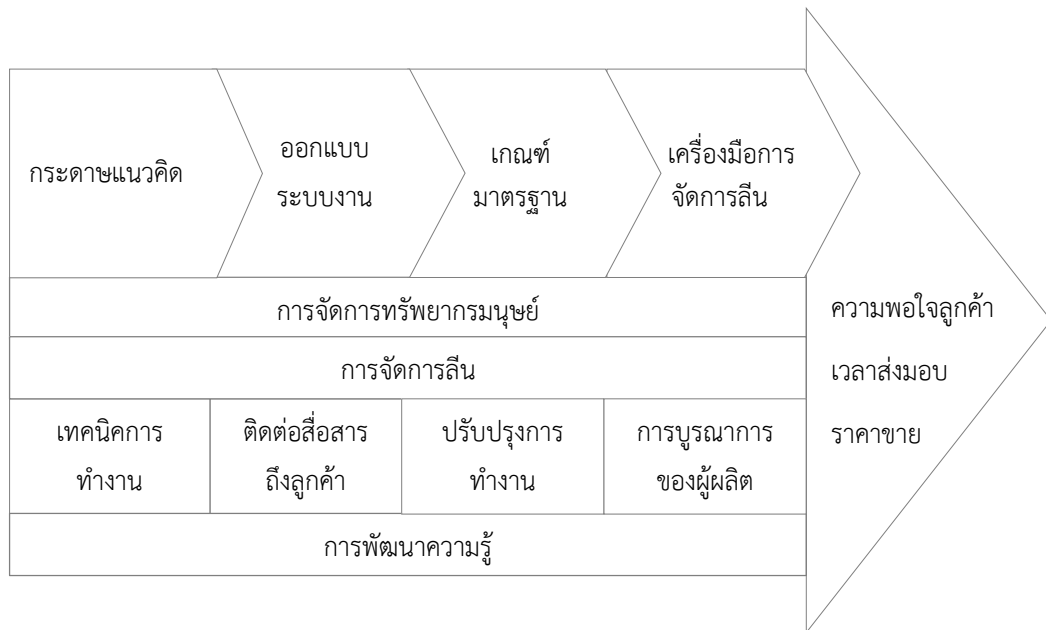 กระดาษแนวคิด
ออกแบบ
ระบบงาน
เกณฑ์
มาตรฐาน
เครื่องมือการ
จัดการลีน
การจัดการทรัพยากรมนุษย์
การจัดการลีน
เทคนิคการ
ทำงาน
ติดต่อสื่อสาร
ถึงลูกค้า
ปรับปรุงการ
ทำงาน
การบูรณาการ
ของผู้ผลิต
การพัฒนาความรู้
ความพอใจลูกค้า
เวลาส่งมอบ
ราคาขาย